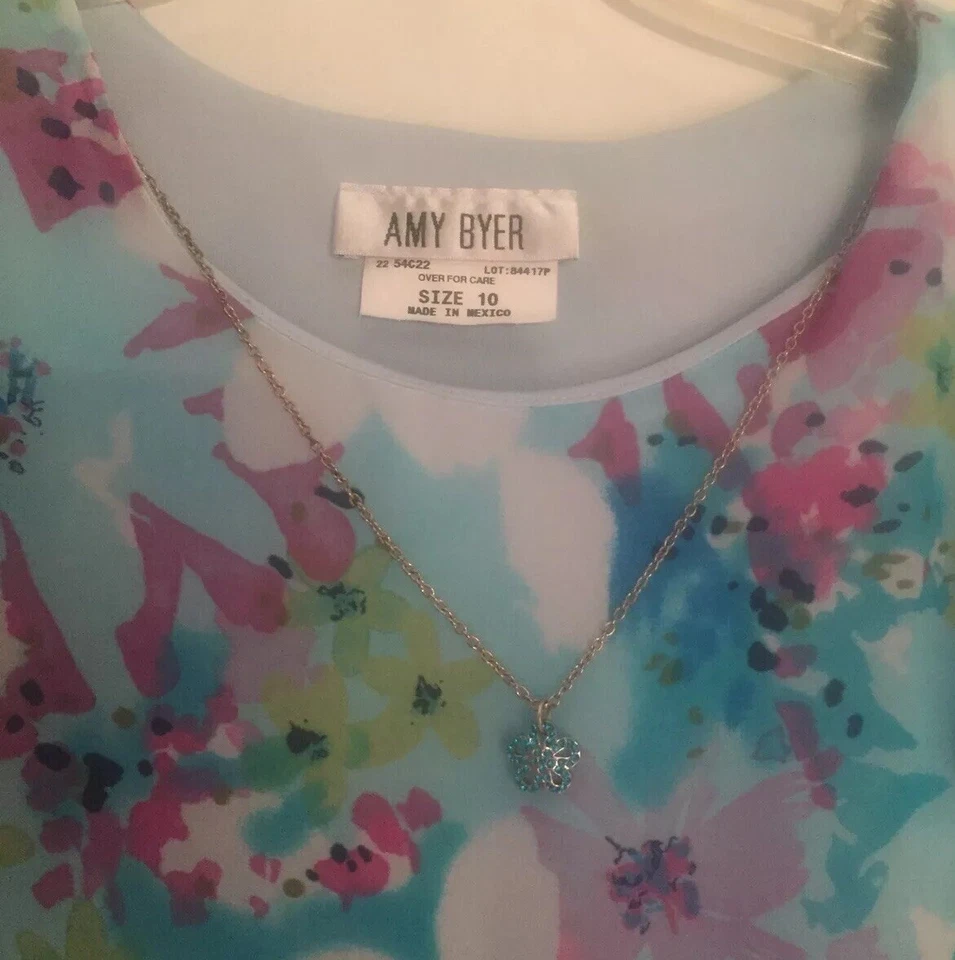 AMY BYER
22 54C22 LOT:84417P
OVER FOR CARE
SIZE 10
MADE IN MEXICO